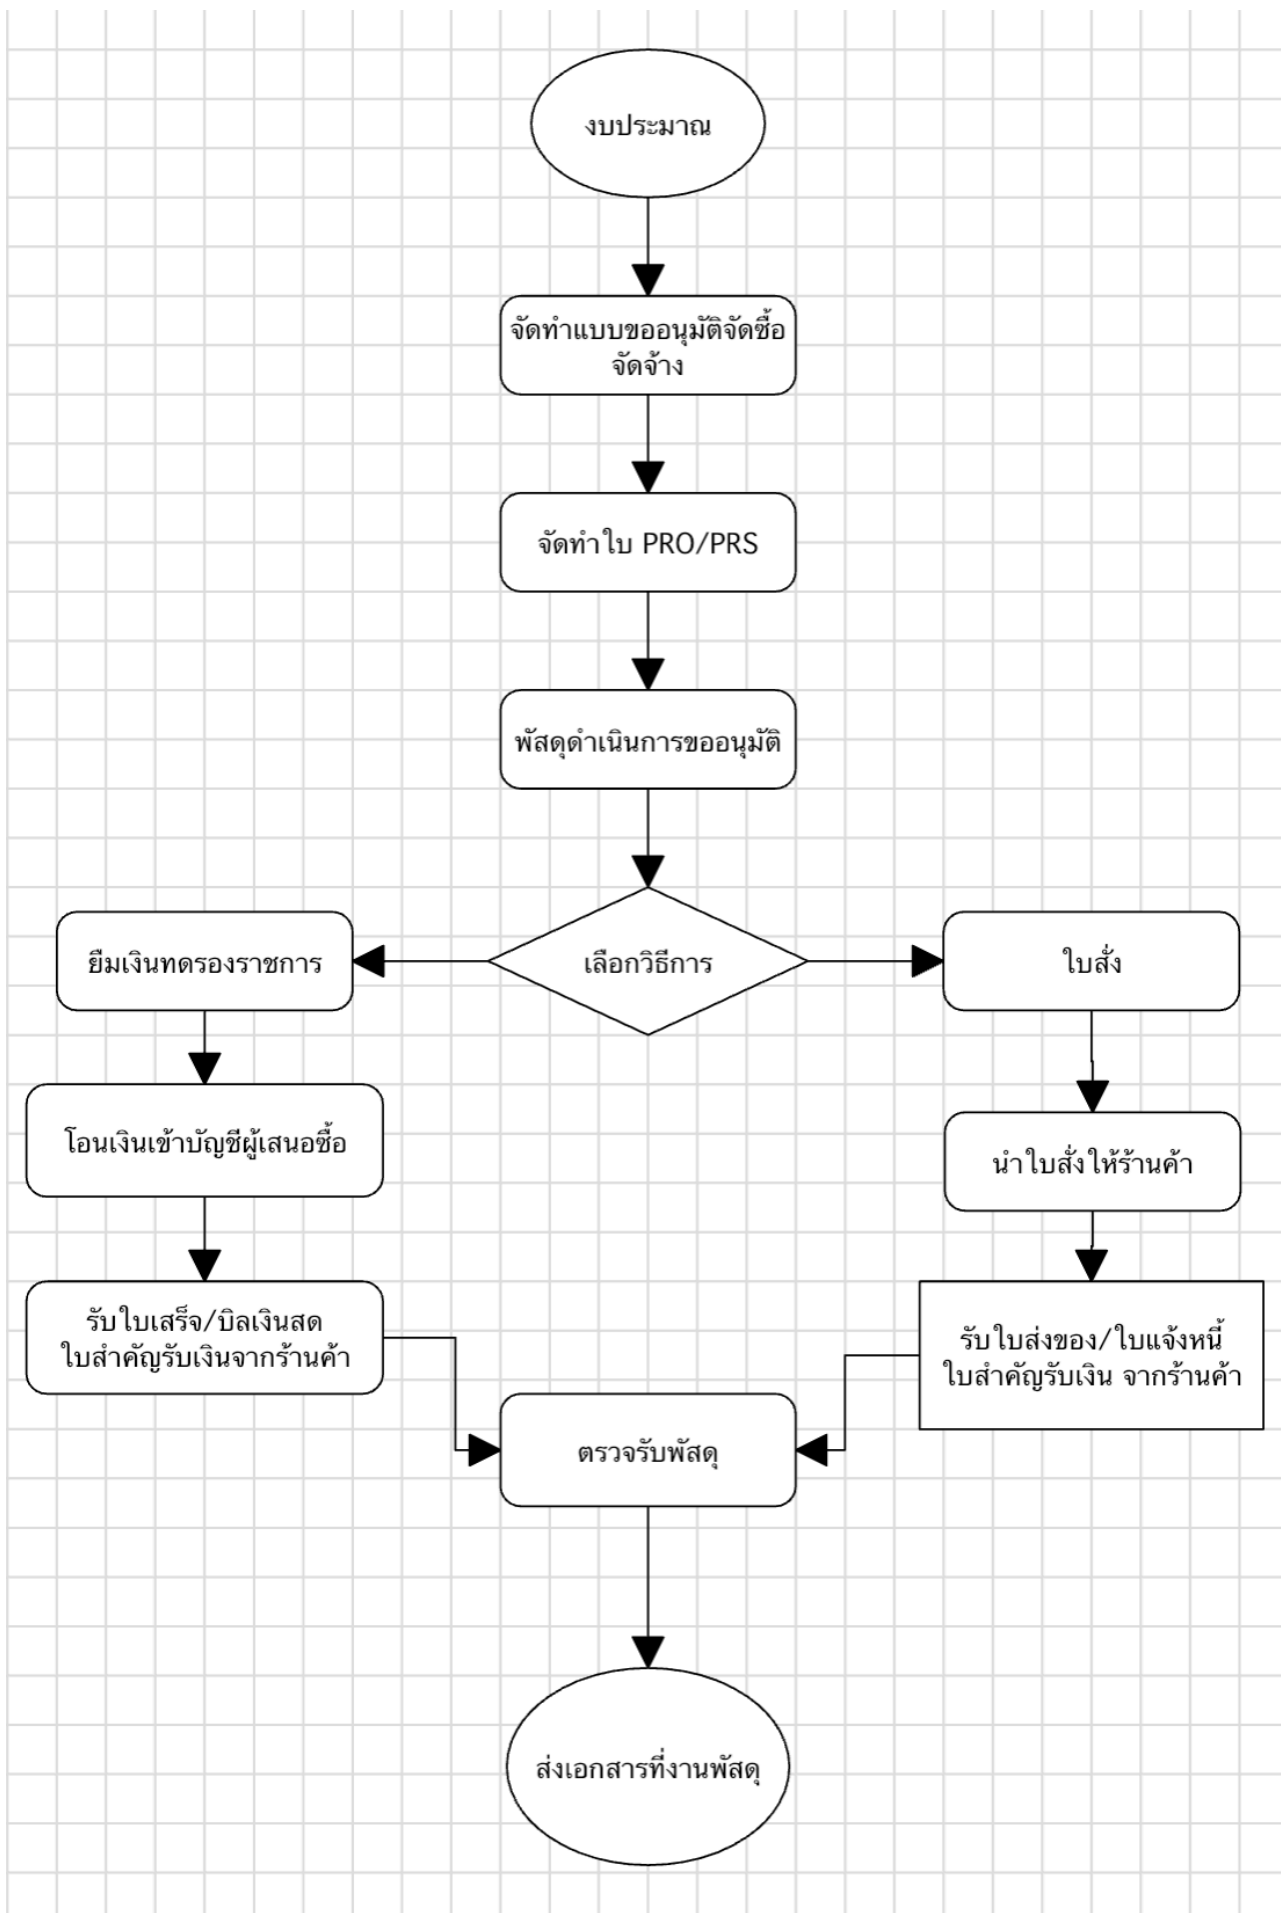 งบประมาณ
จัดทำแบบขออนุมัติจัดซื้อ
จัดจ้าง
จัดทำใบ PRO/PRS
พัสดุดำเนินการขออนุมัติ
ยืมเงินทดรองราชการ
เลือกวิธีการ
ใบสั่ง
โอนเงินเข้าบัญชีผู้เสนอซื้อ
นำใบสั่งให้ร้านค้า
รับใบเสร็จ/บิลเงินสด
ใบสำคัญรับเงินจากร้านค้า
รับใบส่งของ/ใบแจ้งหนี้
ใบสำคัญรับเงิน จากร้านค้า
ตรวจรับพัสดุ
ส่งเอกสารที่งานพัสดุ